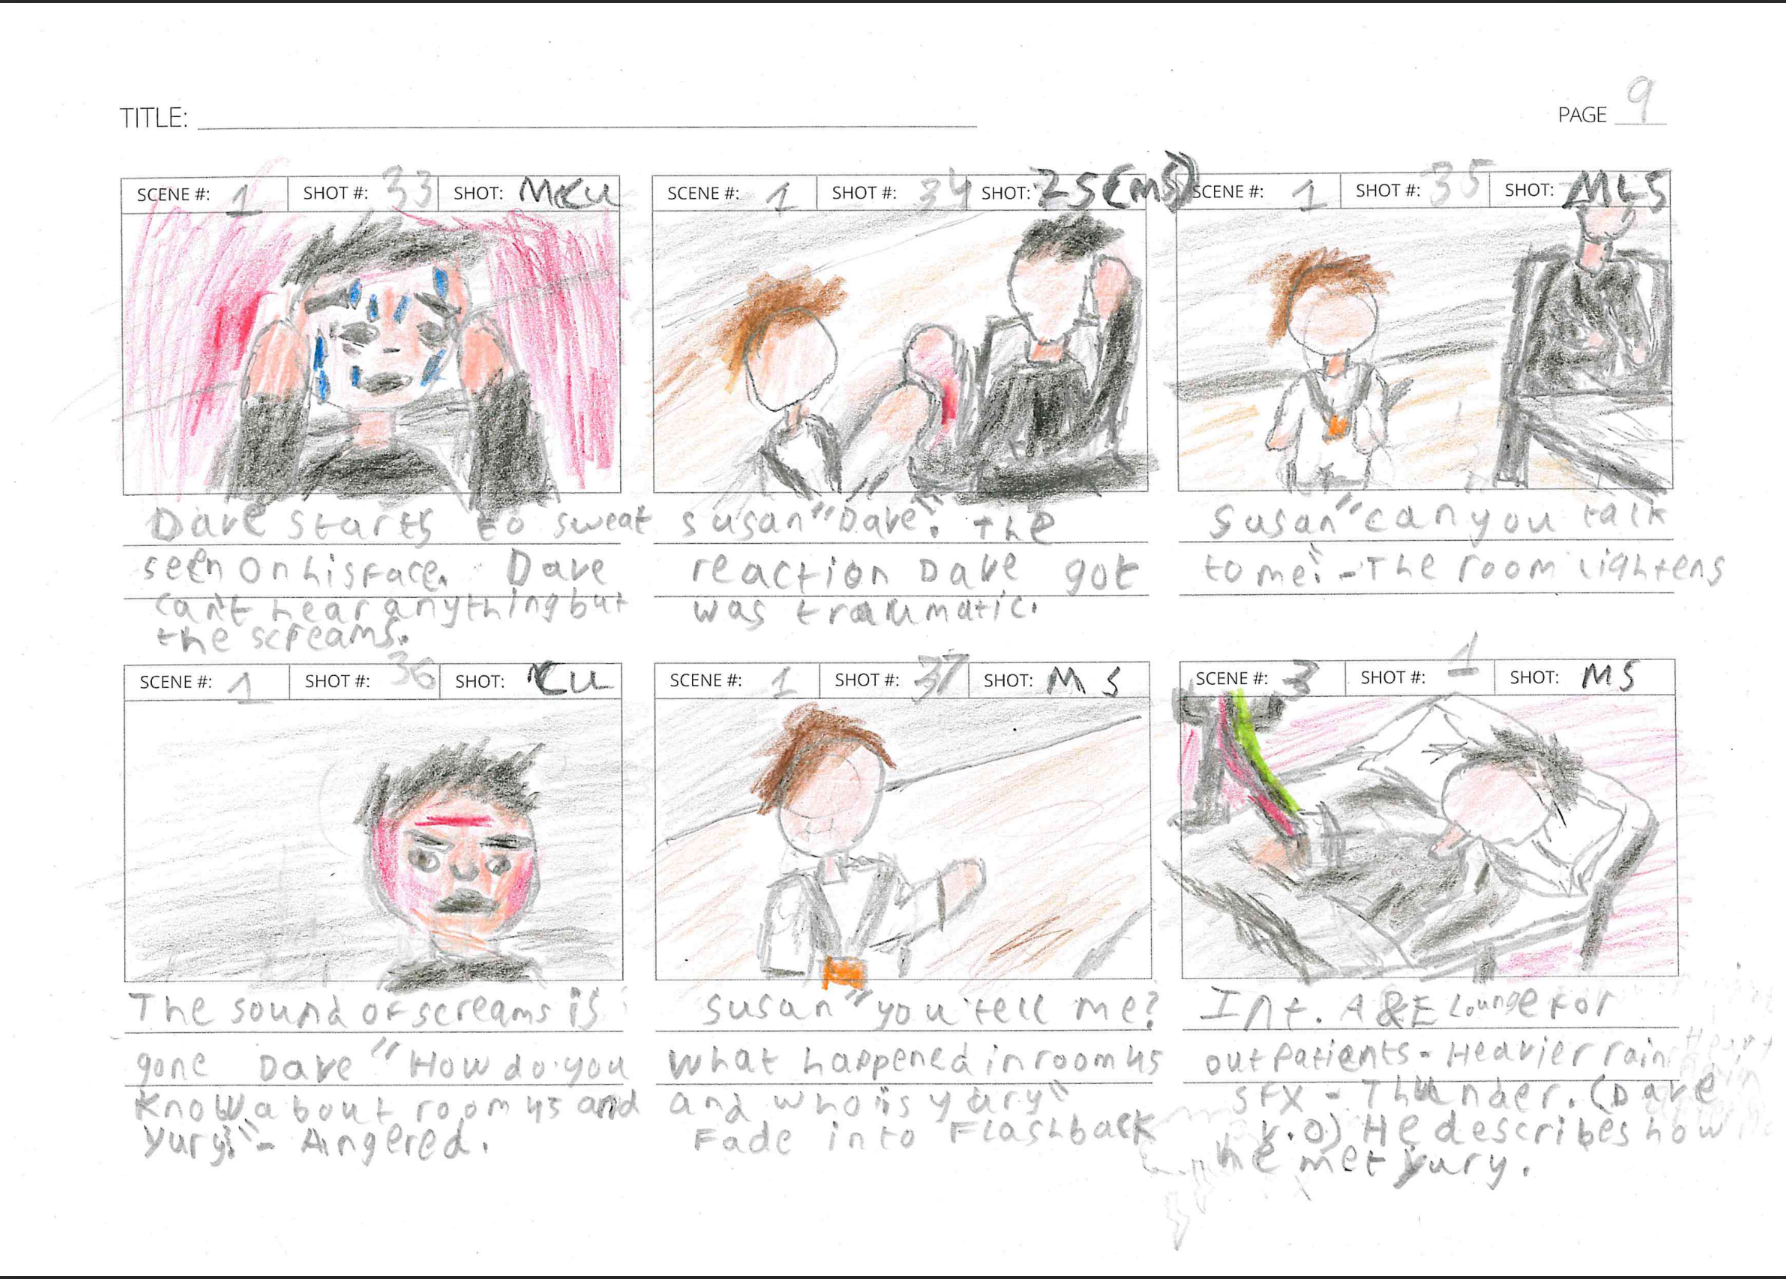 TITLE:
PAGE 9
SCENE #: 1 SHOT #: 33 SHOT: MCU
SCENE #: 1 SHOT #: 34 SHOT: 2S(MS)
SCENE #: 1 SHOT #: 35 SHOT: MLS
Dave starts to sweat
seen on his face. Dave
can't hear anything but
the screams.
Susan "Dave". The
reaction Dave got
was traumatic.
Susan "can you talk
to me". - The room lightens
SCENE #: 1 SHOT #: 36 SHOT: CU
SCENE #: 1 SHOT #: 37 SHOT: MS
SCENE #: 3 SHOT #: 1 SHOT: MS
The sound of screams is
gone Dave "How do you
know about room 45 and
Yury?" - Angered.
Susan "you tell me?
What happened in room 45
and who is yury"
Fade into Flashback
Int. A&E Lounge for
outpatients - Heavier rain
SFX - Thunder. (Dave
V.O) He describes how
he met yury.